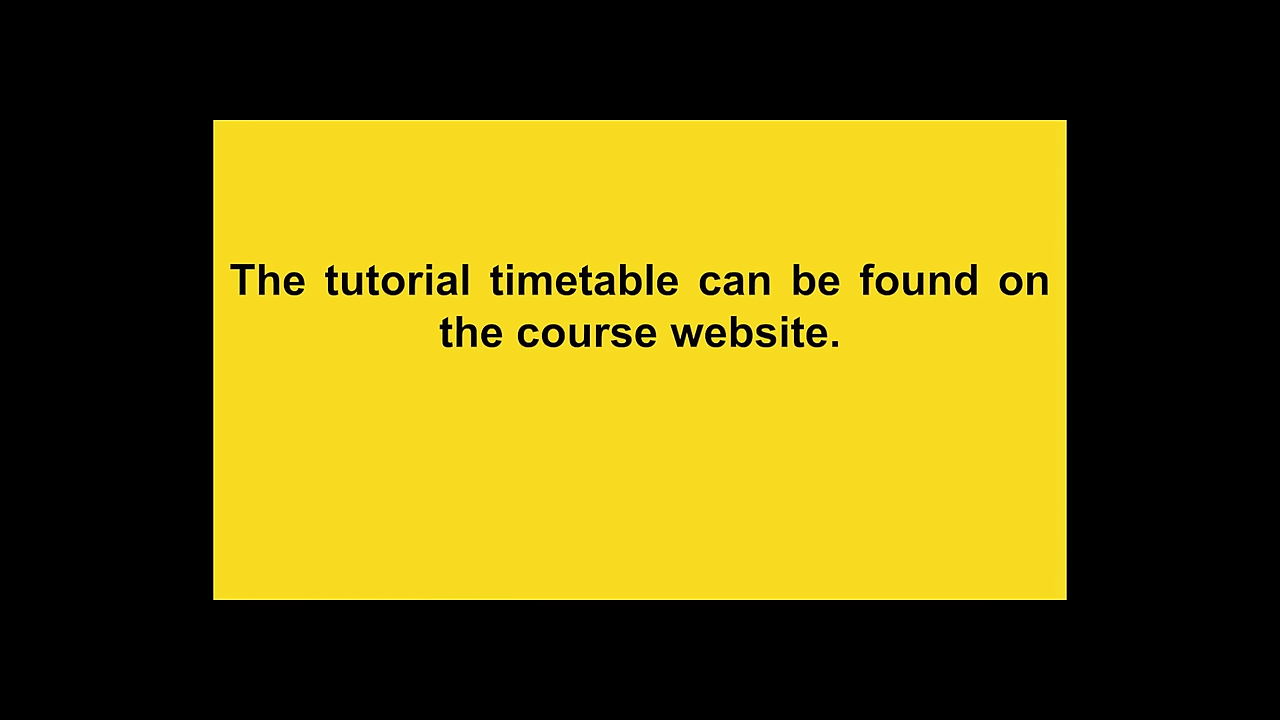 The tutorial timetable can be found on
the course website.